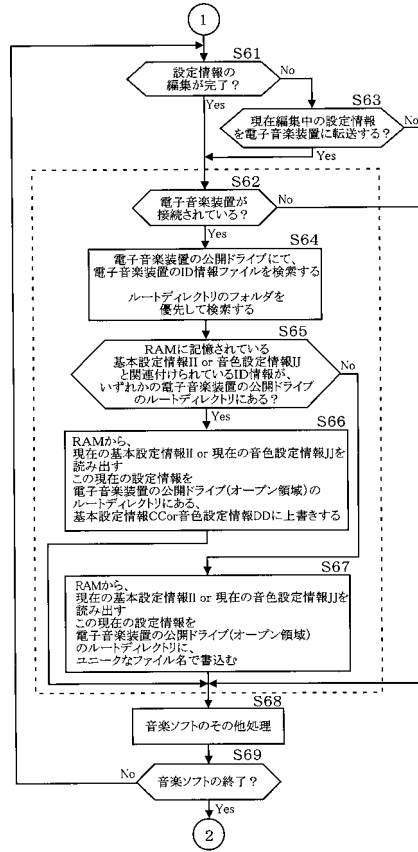 1
S61
設定情報の
編集が完了?
No
Yes
S63
現在編集中の設定情報
を電子音楽装置に転送する?
No
Yes
S62
電子音楽装置が
接続されている?
No
Yes
S64
電子音楽装置の公開ドライブにて、
電子音楽装置のID情報ファイルを検索する
ルートディレクトリのフォルダを
優先して検索する
S65
RAMに記憶されている
基本設定情報II or 音色設定情報JJ
と関連付けられているID情報が、
いずれかの電子音楽装置の公開ドライブ
のルートディレクトリにある?
No
Yes
S66
RAMから、
現在の基本設定情報II or 現在の音色設定情報JJを
読み出す
この現在の設定情報を
電子音楽装置の公開ドライブ(オープン領域)の
ルートディレクトリにある、
基本設定情報CCor音色設定情報DDに上書きする
S67
RAMから、
現在の基本設定情報II or 現在の音色設定情報JJを
読み出す
この現在の設定情報を
電子音楽装置の公開ドライブ(オープン領域)
のルートディレクトリに、
ユニークなファイル名で書込む
S68
音楽ソフトのその他処理
S69
音楽ソフトの終了?
No
Yes
2